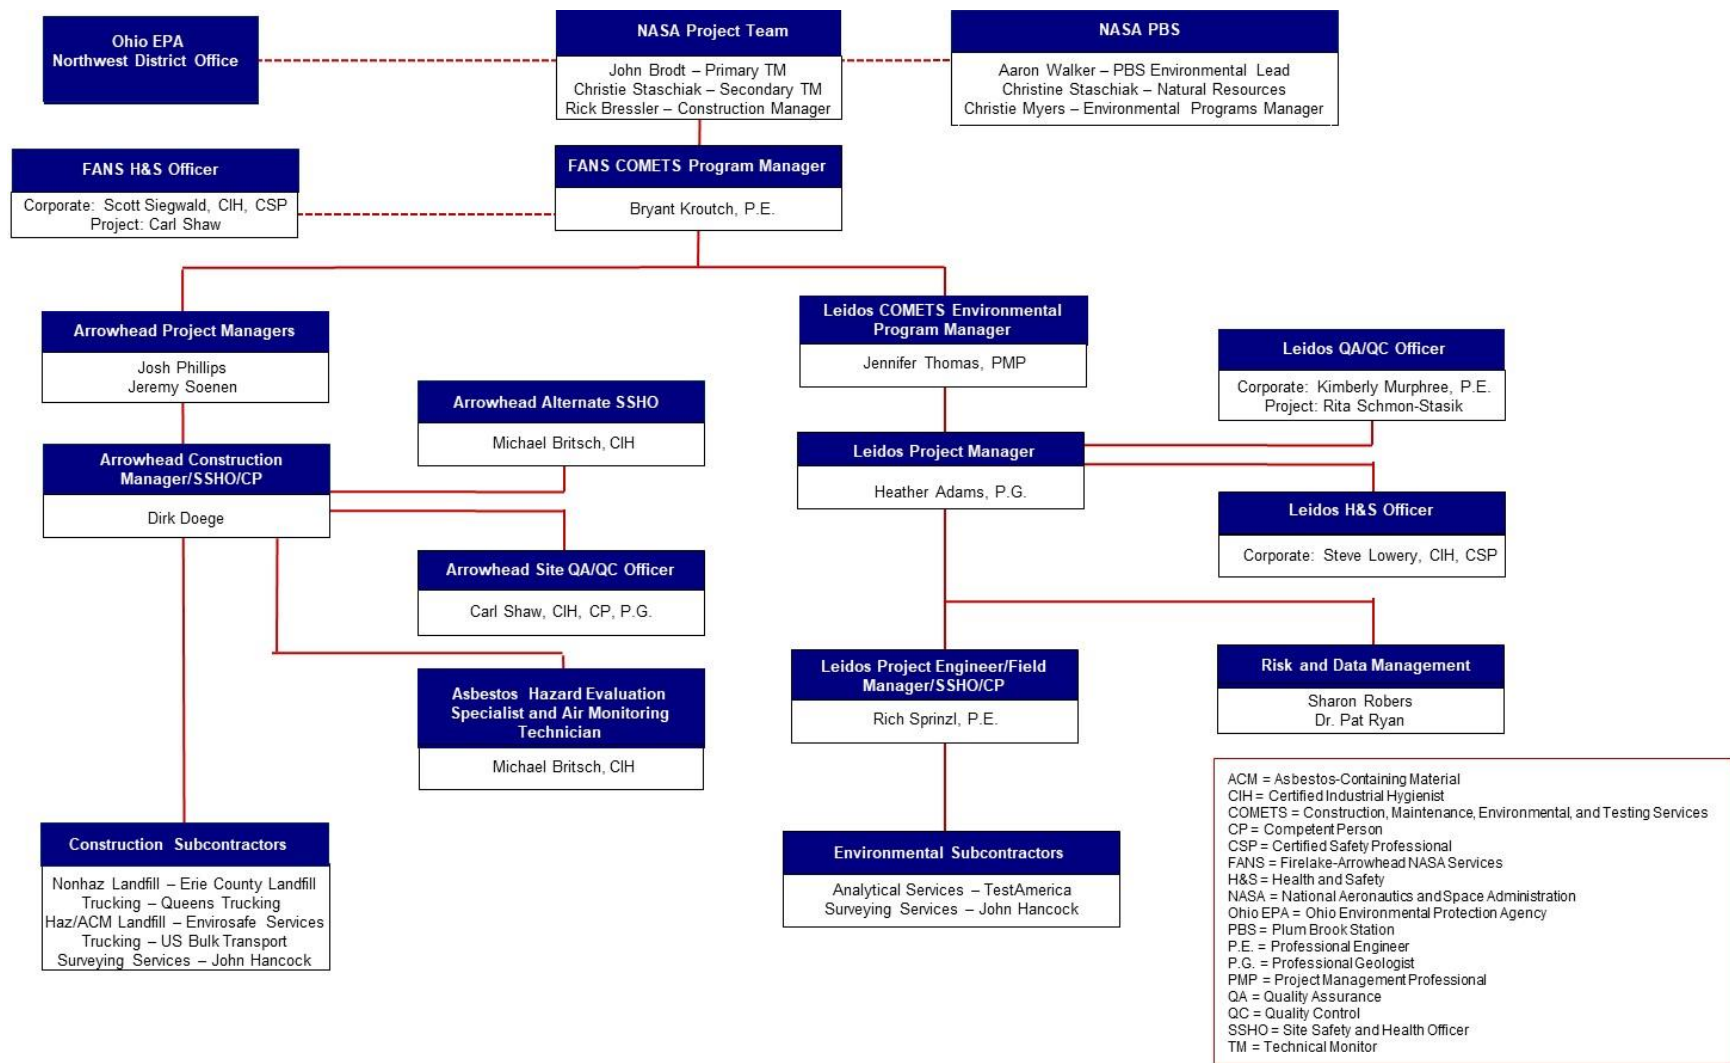 Ohio EPA
Northwest District Office
NASA Project Team
John Brodt – Primary TM
Christie Staschiak – Secondary TM
Rick Bressler – Construction Manager
NASA PBS
Aaron Walker – PBS Environmental Lead
Christine Staschiak – Natural Resources
Christie Myers – Environmental Programs Manager
FANS H&S Officer
Corporate: Scott Siegwald, CIH, CSP
Project: Carl Shaw
FANS COMETS Program Manager
Bryant Kroutch, P.E.
Arrowhead Project Managers
Josh Phillips
Jeremy Soenen
Arrowhead Alternate SSHO
Michael Britsch, CIH
Arrowhead Construction
Manager/SSHO/CP
Dirk Doege
Arrowhead Site QA/QC Officer
Carl Shaw, CIH, CP, P.G.
Asbestos Hazard Evaluation
Specialist and Air Monitoring
Technician
Michael Britsch, CIH
Construction Subcontractors
Nonhaz Landfill – Erie County Landfill
Trucking – Queens Trucking
Haz/ACM Landfill – Envirosafe Services
Trucking – US Bulk Transport
Surveying Services – John Hancock
Leidos COMETS Environmental
Program Manager
Jennifer Thomas, PMP
Leidos QA/QC Officer
Corporate: Kimberly Murphree, P.E.
Project: Rita Schmon-Stasik
Leidos Project Manager
Heather Adams, P.G.
Leidos H&S Officer
Corporate: Steve Lowery, CIH, CSP
Leidos Project Engineer/Field
Manager/SSHO/CP
Rich Sprinzl, P.E.
Risk and Data Management
Sharon Robers
Dr. Pat Ryan
Environmental Subcontractors
Analytical Services – TestAmerica
Surveying Services – John Hancock
ACM = Asbestos-Containing Material
CIH = Certified Industrial Hygienist
COMETS = Construction, Maintenance, Environmental, and Testing Services
CP = Competent Person
CSP = Certified Safety Professional
FANS = Firelake-Arrowhead NASA Services
H&S = Health and Safety
NASA = National Aeronautics and Space Administration
Ohio EPA = Ohio Environmental Protection Agency
PBS = Plum Brook Station
P.E. = Professional Engineer
P.G. = Professional Geologist
PMP = Project Management Professional
QA = Quality Assurance
QC = Quality Control
SSHO = Site Safety and Health Officer
TM = Technical Monitor